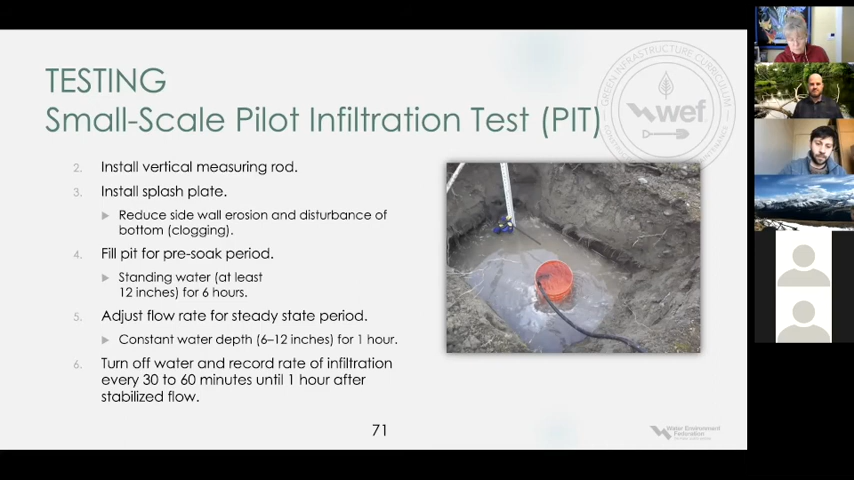 TESTING
Small-Scale Pilot Infiltration Test (PIT)
2. Install vertical measuring rod.
3. Install splash plate.
Reduce side wall erosion and disturbance of
bottom (clogging).
4. Fill pit for pre-soak period.
Standing water (at least
12 inches) for 6 hours.
5. Adjust flow rate for steady state period.
Constant water depth (6–12 inches) for 1 hour.
6. Turn off water and record rate of infiltration
every 30 to 60 minutes until 1 hour after
stabilized flow.
GREEN INFRASTRUCTURE CURRICULUM
wef
71
Water Environment
Federation